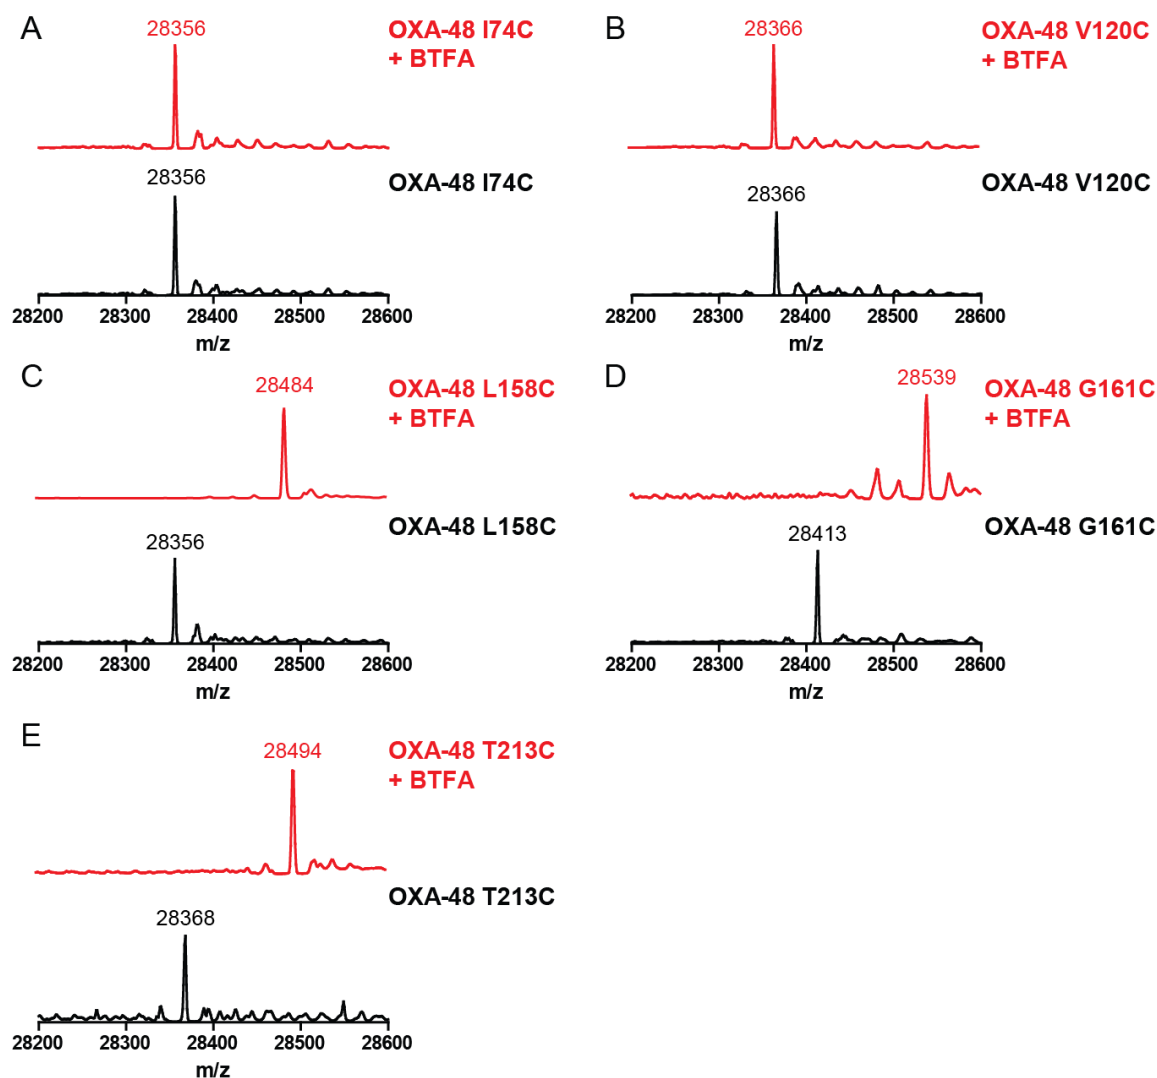 A
28356
OXA-48 I74C
+ BTFA
28356
OXA-48 I74C
28200 28300 28400 28500 28600
m/z
B
28366
OXA-48 V120C
+ BTFA
28366
OXA-48 V120C
28200 28300 28400 28500 28600
m/z
C
28484
OXA-48 L158C
+ BTFA
28356
OXA-48 L158C
28200 28300 28400 28500 28600
m/z
D
28539
OXA-48 G161C
+ BTFA
28413
OXA-48 G161C
28200 28300 28400 28500 28600
m/z
E
28494
OXA-48 T213C
+ BTFA
28368
OXA-48 T213C
28200 28300 28400 28500 28600
m/z